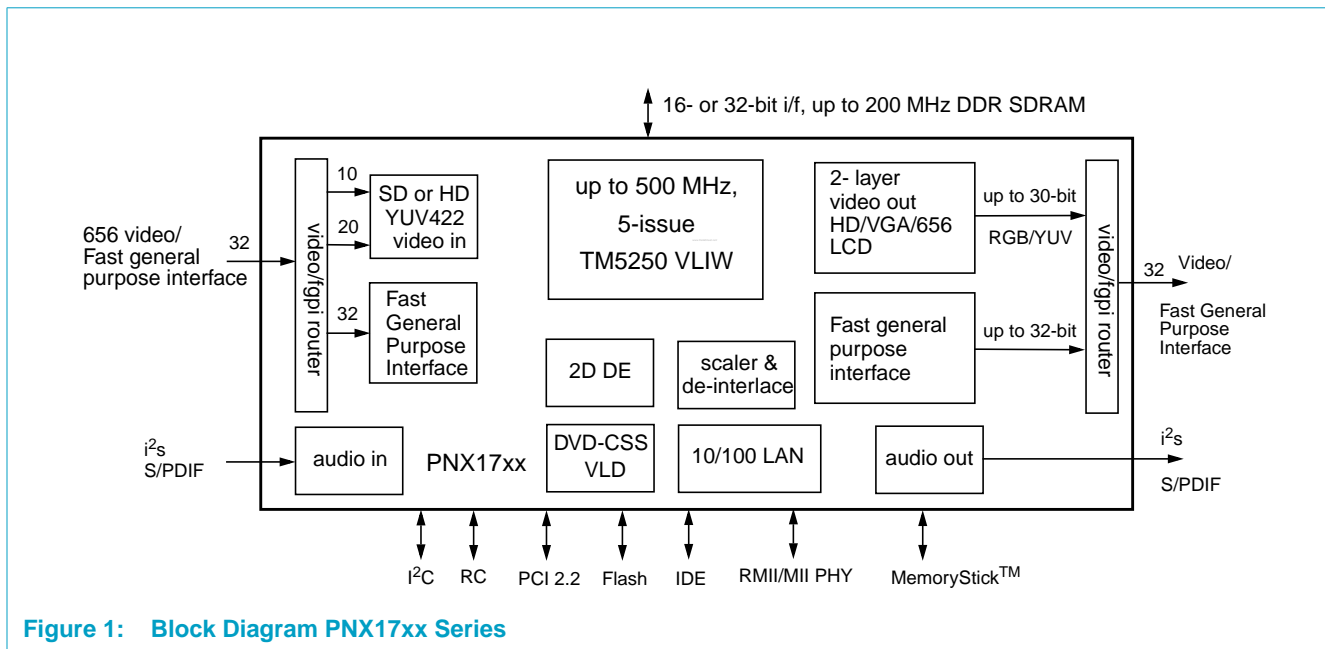 16- or 32-bit i/f, up to 200 MHz DDR SDRAM
656 video/
Fast general
purpose interface
32
video/fgpi router
10
20
32
SD or HD
YUV422
video in
Fast
General
Purpose
Interface
up to 500 MHz,
5-issue
TM5250 VLIW
2- layer
video out
HD/VGA/656
LCD
up to 30-bit
RGB/YUV
Fast general
purpose
interface
up to 32-bit
video/fgpi router
32
Video/
Fast General
Purpose
Interface
2D DE
scaler &
de-interlace
i²s
S/PDIF
audio in
PNX17xx
DVD-CSS
VLD
10/100 LAN
audio out
i²s
S/PDIF
I²C
RC
PCI 2.2
Flash
IDE
RMII/MII PHY
MemoryStick™
Figure 1: Block Diagram PNX17xx Series